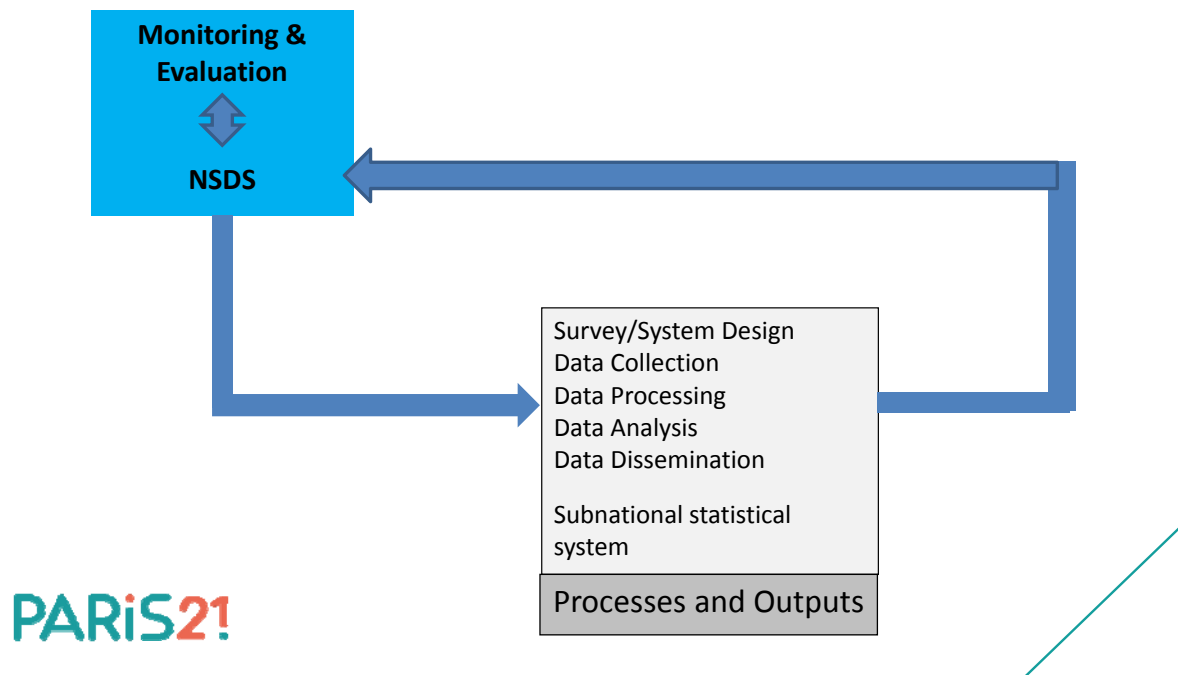 Monitoring &
Evaluation
NSDS
Survey/System Design
Data Collection
Data Processing
Data Analysis
Data Dissemination
Subnational statistical
system
Processes and Outputs
PARiS21